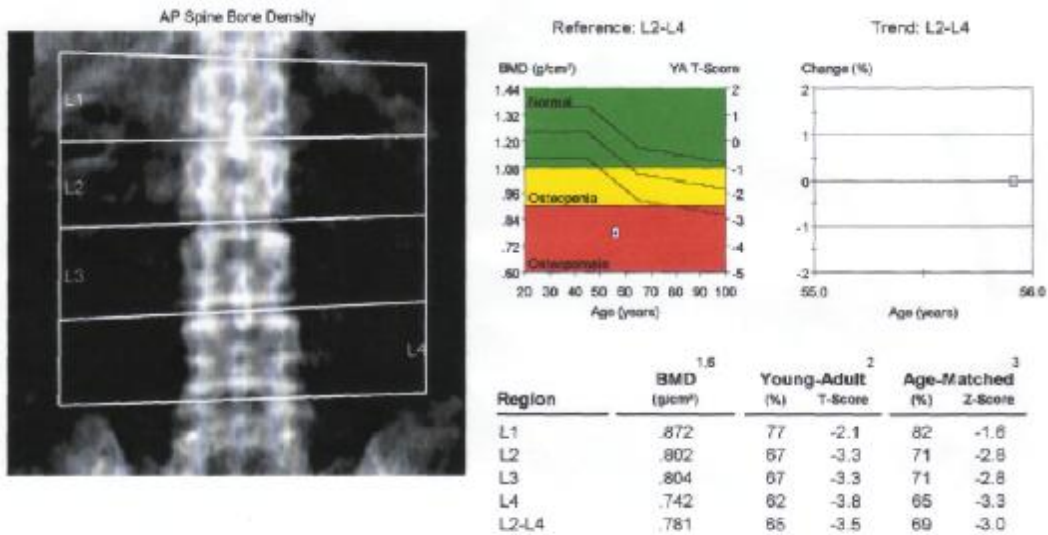 AP Spine Bone Density
L1
L2
L3
L4
Reference: L2-L4
BMD (g/cm²) YA T-Score
1.44 2
1.32 1
1.20 0
1.08 -1
.96 -2
.84 -3
.72 -4
.60 -5
Normal
Osteopenia
Osteoporosis
20 30 40 50 60 70 80 90 100
Age (years)
Trend: L2-L4
Change (%)
2
1
0
-1
-2
55.0 56.0
Age (years)
1,6 2 3
BMD Young-Adult Age-Matched
Region (g/cm²) (%) T-Score (%) Z-Score
L1 .872 77 -2.1 82 -1.6
L2 .802 67 -3.3 71 -2.8
L3 .804 67 -3.3 71 -2.8
L4 .742 62 -3.8 65 -3.3
L2-L4 .781 65 -3.5 69 -3.0